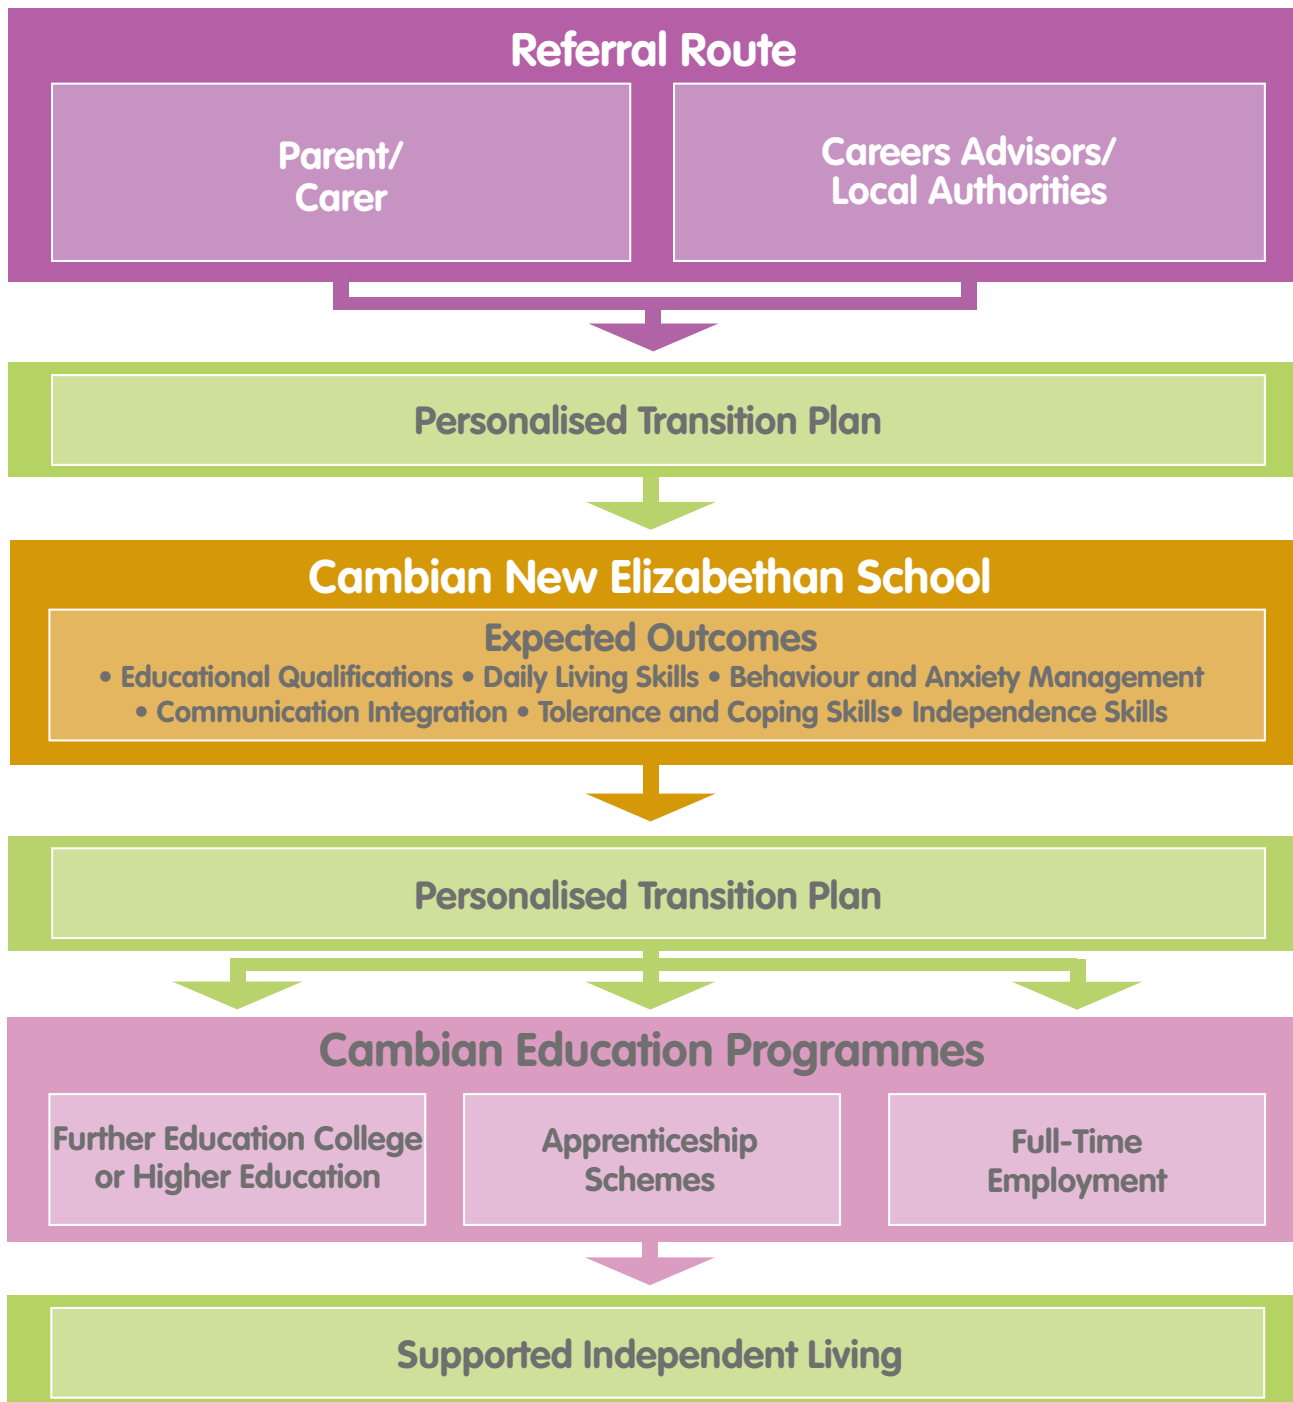 Referral Route
Parent/
Carer
Careers Advisors/
Local Authorities
Personalised Transition Plan
Cambian New Elizabethan School
Expected Outcomes
• Educational Qualifications • Daily Living Skills • Behaviour and Anxiety Management
• Communication Integration • Tolerance and Coping Skills• Independence Skills
Personalised Transition Plan
Cambian Education Programmes
Further Education College
or Higher Education
Apprenticeship
Schemes
Full-Time
Employment
Supported Independent Living